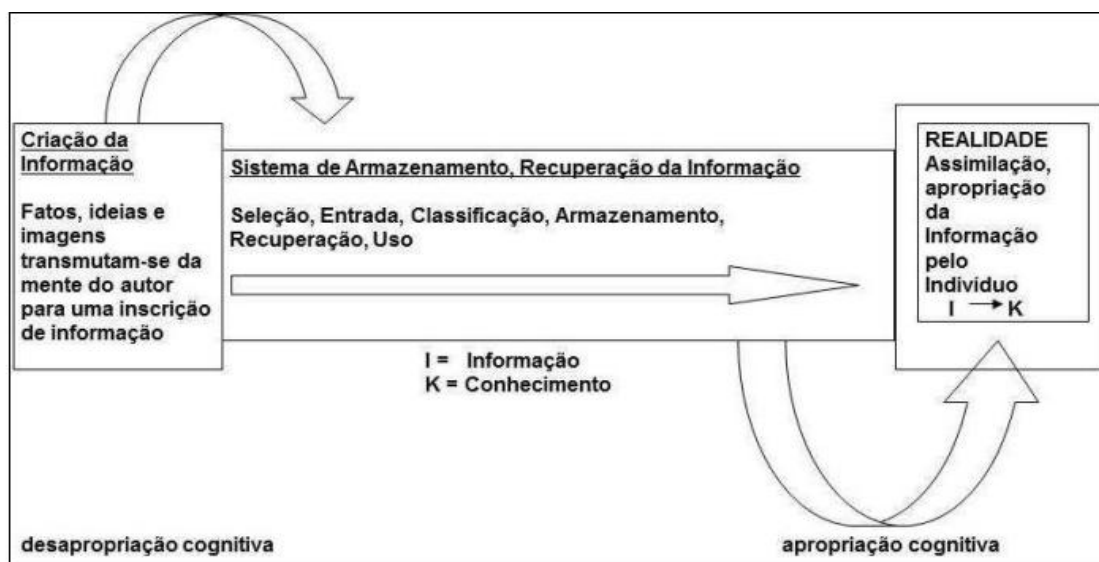 Criação da
Informação
Fatos, ideias e
imagens
transmutam-se da
mente do autor
para uma inscrição
de informação
Sistema de Armazenamento, Recuperação da Informação
Seleção, Entrada, Classificação, Armazenamento,
Recuperação, Uso
I = Informação
K = Conhecimento
REALIDADE
Assimilação,
apropriação
da
Informação
pelo
Indivíduo
I K
desapropriação cognitiva
apropriação cognitiva